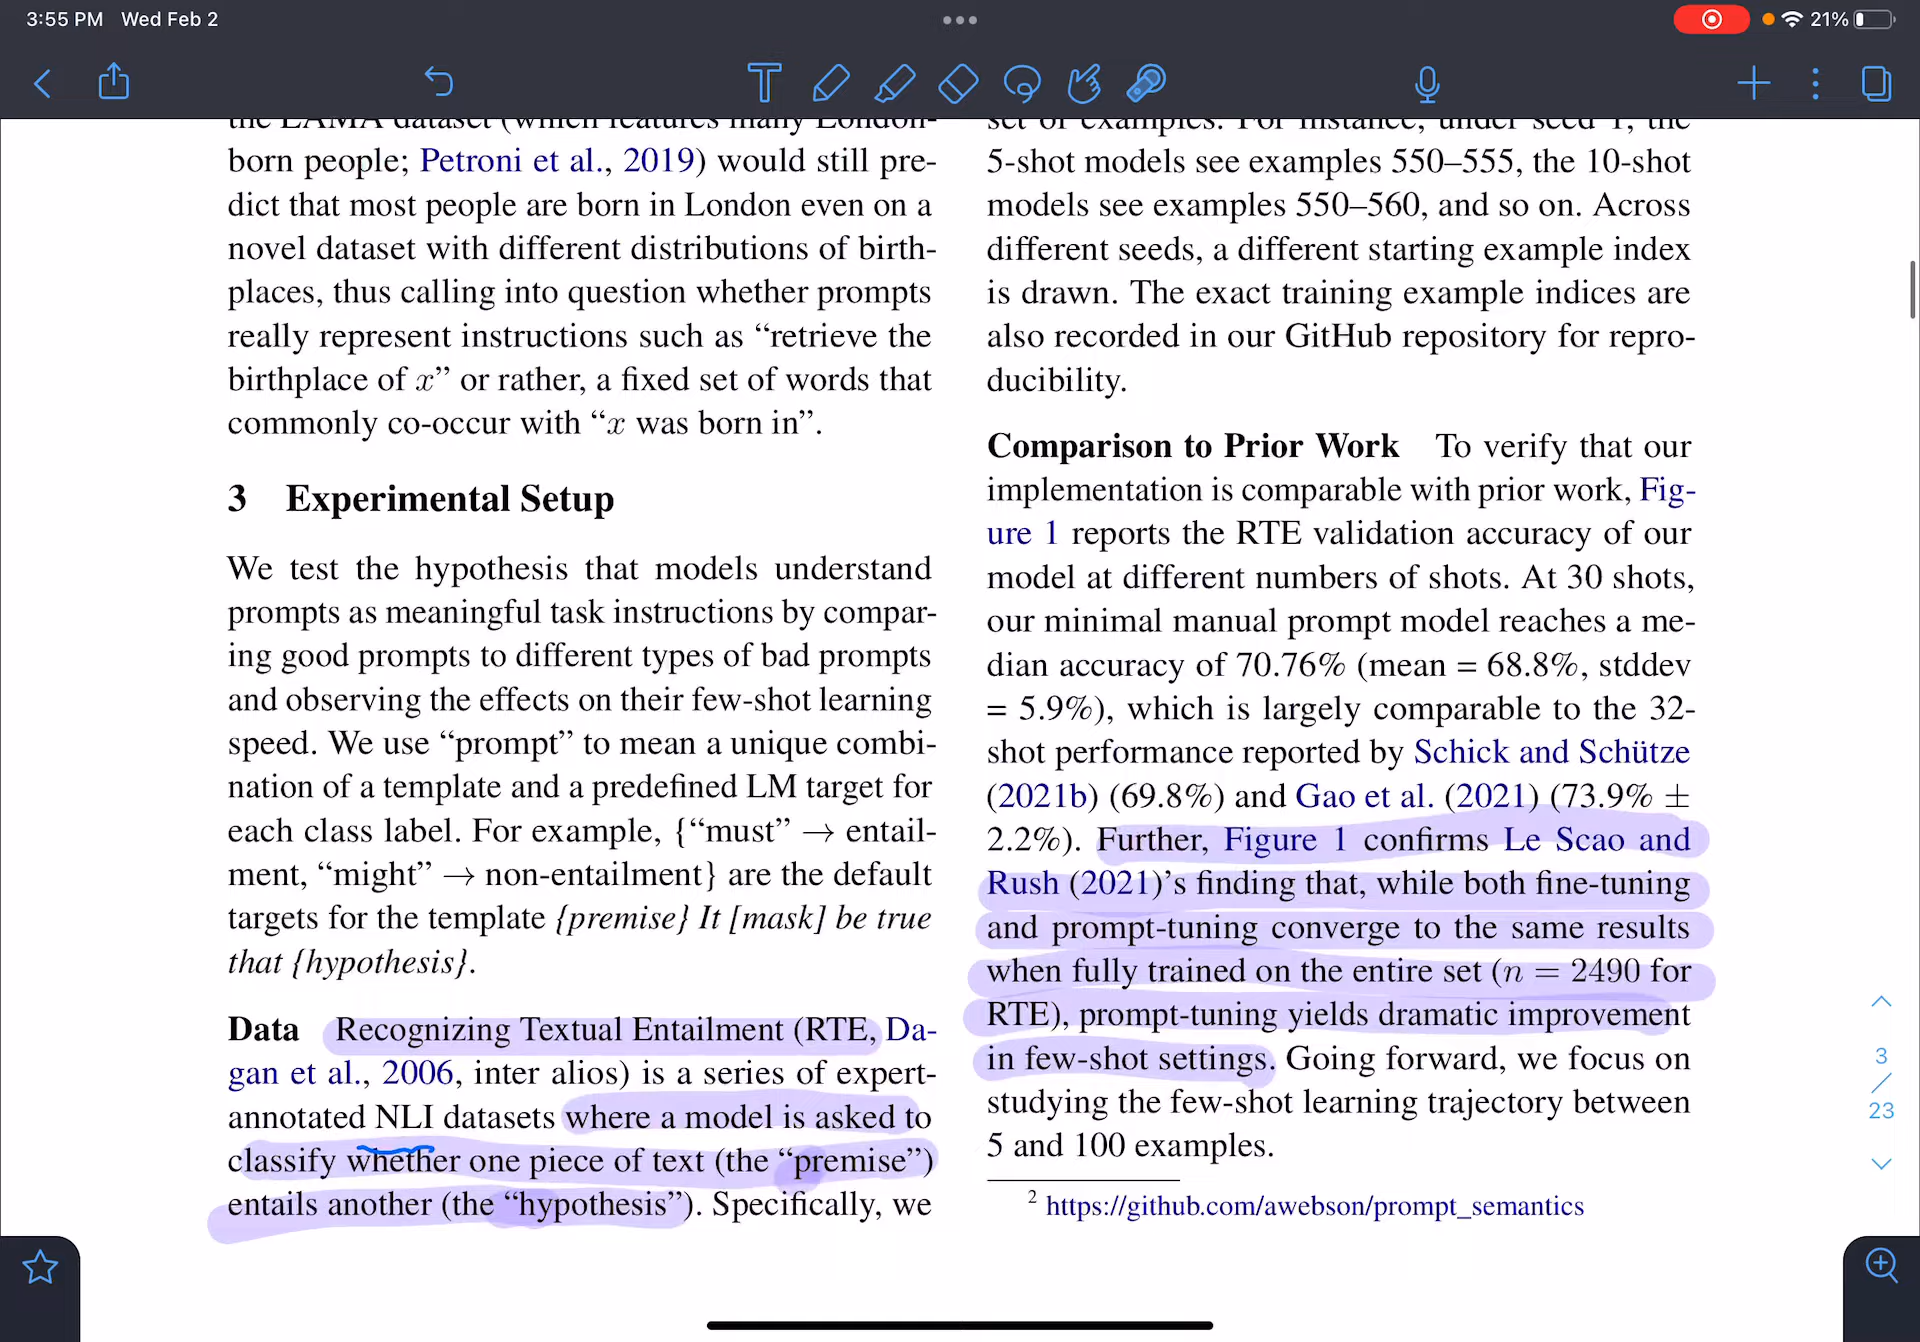 3:55 PM Wed Feb 2
21%
the LAMA dataset (which features many London-
born people; Petroni et al., 2019) would still pre-
dict that most people are born in London even on a
novel dataset with different distributions of birth-
places, thus calling into question whether prompts
really represent instructions such as “retrieve the
birthplace of x” or rather, a fixed set of words that
commonly co-occur with “x was born in”.
3 Experimental Setup
We test the hypothesis that models understand
prompts as meaningful task instructions by compar-
ing good prompts to different types of bad prompts
and observing the effects on their few-shot learning
speed. We use “prompt” to mean a unique combi-
nation of a template and a predefined LM target for
each class label. For example, {“must” → entail-
ment, “might” → non-entailment} are the default
targets for the template {premise} It [mask] be true
that {hypothesis}.
Data Recognizing Textual Entailment (RTE, Da-
gan et al., 2006, inter alios) is a series of expert-
annotated NLI datasets where a model is asked to
classify whether one piece of text (the “premise”)
entails another (the “hypothesis”). Specifically, we
set of examples. For instance, under seed 1, the
5-shot models see examples 550–555, the 10-shot
models see examples 550–560, and so on. Across
different seeds, a different starting example index
is drawn. The exact training example indices are
also recorded in our GitHub repository for repro-
ducibility.
Comparison to Prior Work To verify that our
implementation is comparable with prior work, Fig-
ure 1 reports the RTE validation accuracy of our
model at different numbers of shots. At 30 shots,
our minimal manual prompt model reaches a me-
dian accuracy of 70.76% (mean = 68.8%, stddev
= 5.9%), which is largely comparable to the 32-
shot performance reported by Schick and Schütze
(2021b) (69.8%) and Gao et al. (2021) (73.9% ±
2.2%). Further, Figure 1 confirms Le Scao and
Rush (2021)’s finding that, while both fine-tuning
and prompt-tuning converge to the same results
when fully trained on the entire set (n = 2490 for
RTE), prompt-tuning yields dramatic improvement
in few-shot settings. Going forward, we focus on
studying the few-shot learning trajectory between
5 and 100 examples.
2 https://github.com/awebson/prompt_semantics
3
/
23